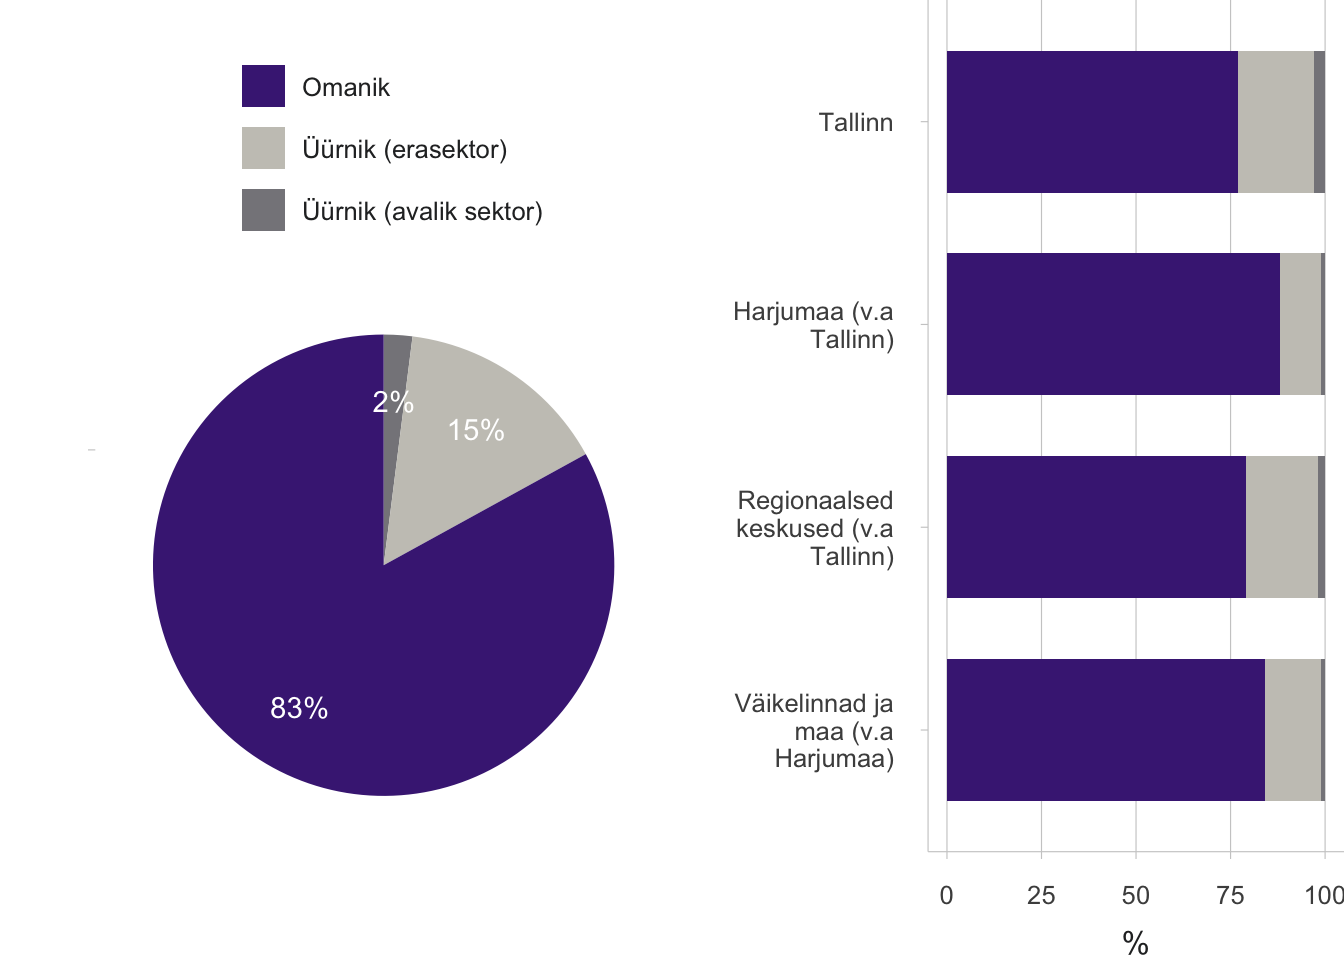 Omanik
Üürnik (erasektor)
Üürnik (avalik sektor)
2%
15%
83%
Tallinn
Harjumaa (v.a
Tallinn)
Regionaalsed
keskused (v.a
Tallinn)
Väikelinnad ja
maa (v.a
Harjumaa)
0 25 50 75 100
%